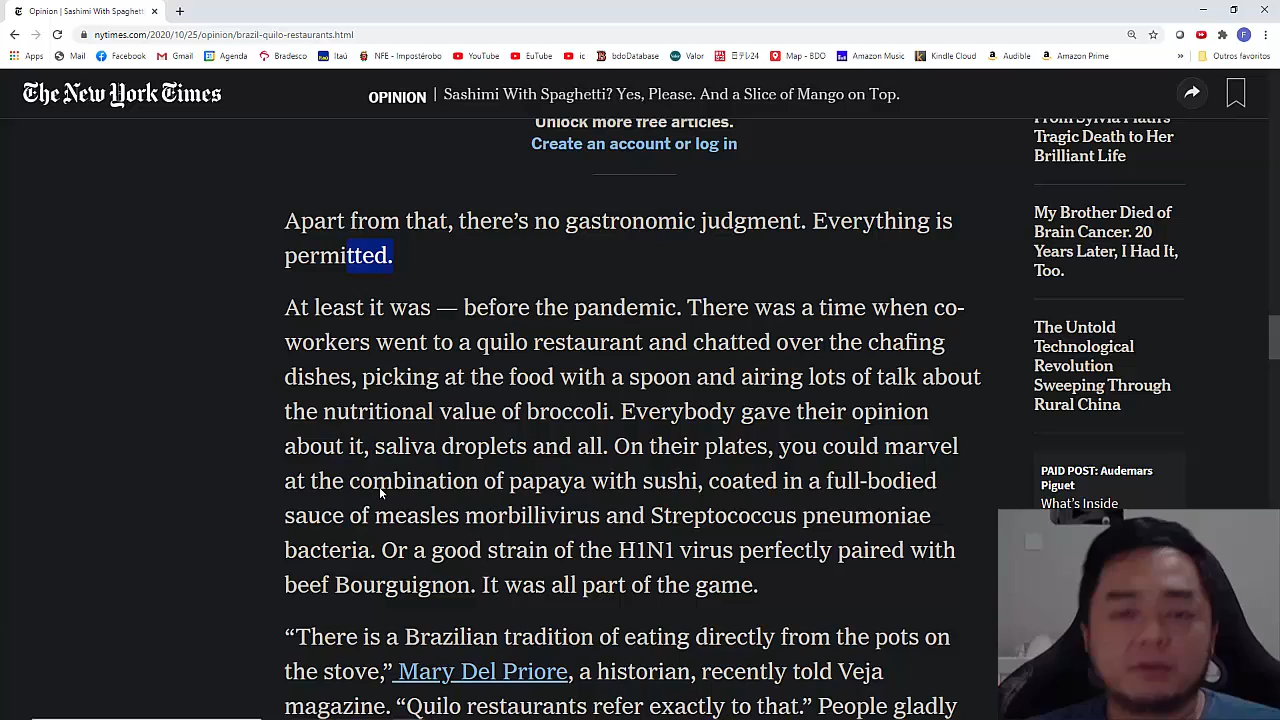 Opinion | Sashimi With Spaghett
nytimes.com/2020/10/25/opinion/brazil-quilo-restaurants.html
Apps Mail Facebook Gmail Agenda Bradesco Itaú NFE - Impostérobo YouTube EuTube ic bdoDatabase Valor 豆テレ24 Map - BDO Amazon Music Kindle Cloud Audible Amazon Prime » Outros favoritos
The New York Times
OPINION | Sashimi With Spaghetti? Yes, Please. And a Slice of Mango on Top.
Unlock more free articles.
Create an account or log in
Apart from that, there’s no gastronomic judgment. Everything is
permitted.
At least it was — before the pandemic. There was a time when co-
workers went to a quilo restaurant and chatted over the chafing
dishes, picking at the food with a spoon and airing lots of talk about
the nutritional value of broccoli. Everybody gave their opinion
about it, saliva droplets and all. On their plates, you could marvel
at the combination of papaya with sushi, coated in a full-bodied
sauce of measles morbillivirus and Streptococcus pneumoniae
bacteria. Or a good strain of the H1N1 virus perfectly paired with
beef Bourguignon. It was all part of the game.
“There is a Brazilian tradition of eating directly from the pots on
the stove,” Mary Del Priore, a historian, recently told Veja
magazine. “Quilo restaurants refer exactly to that.” People gladly
From Sylvia Plath’s
Tragic Death to Her
Brilliant Life
My Brother Died of
Brain Cancer. 20
Years Later, I Had It,
Too.
The Untold
Technological
Revolution
Sweeping Through
Rural China
PAID POST: Audemars
Piguet
What’s Inside